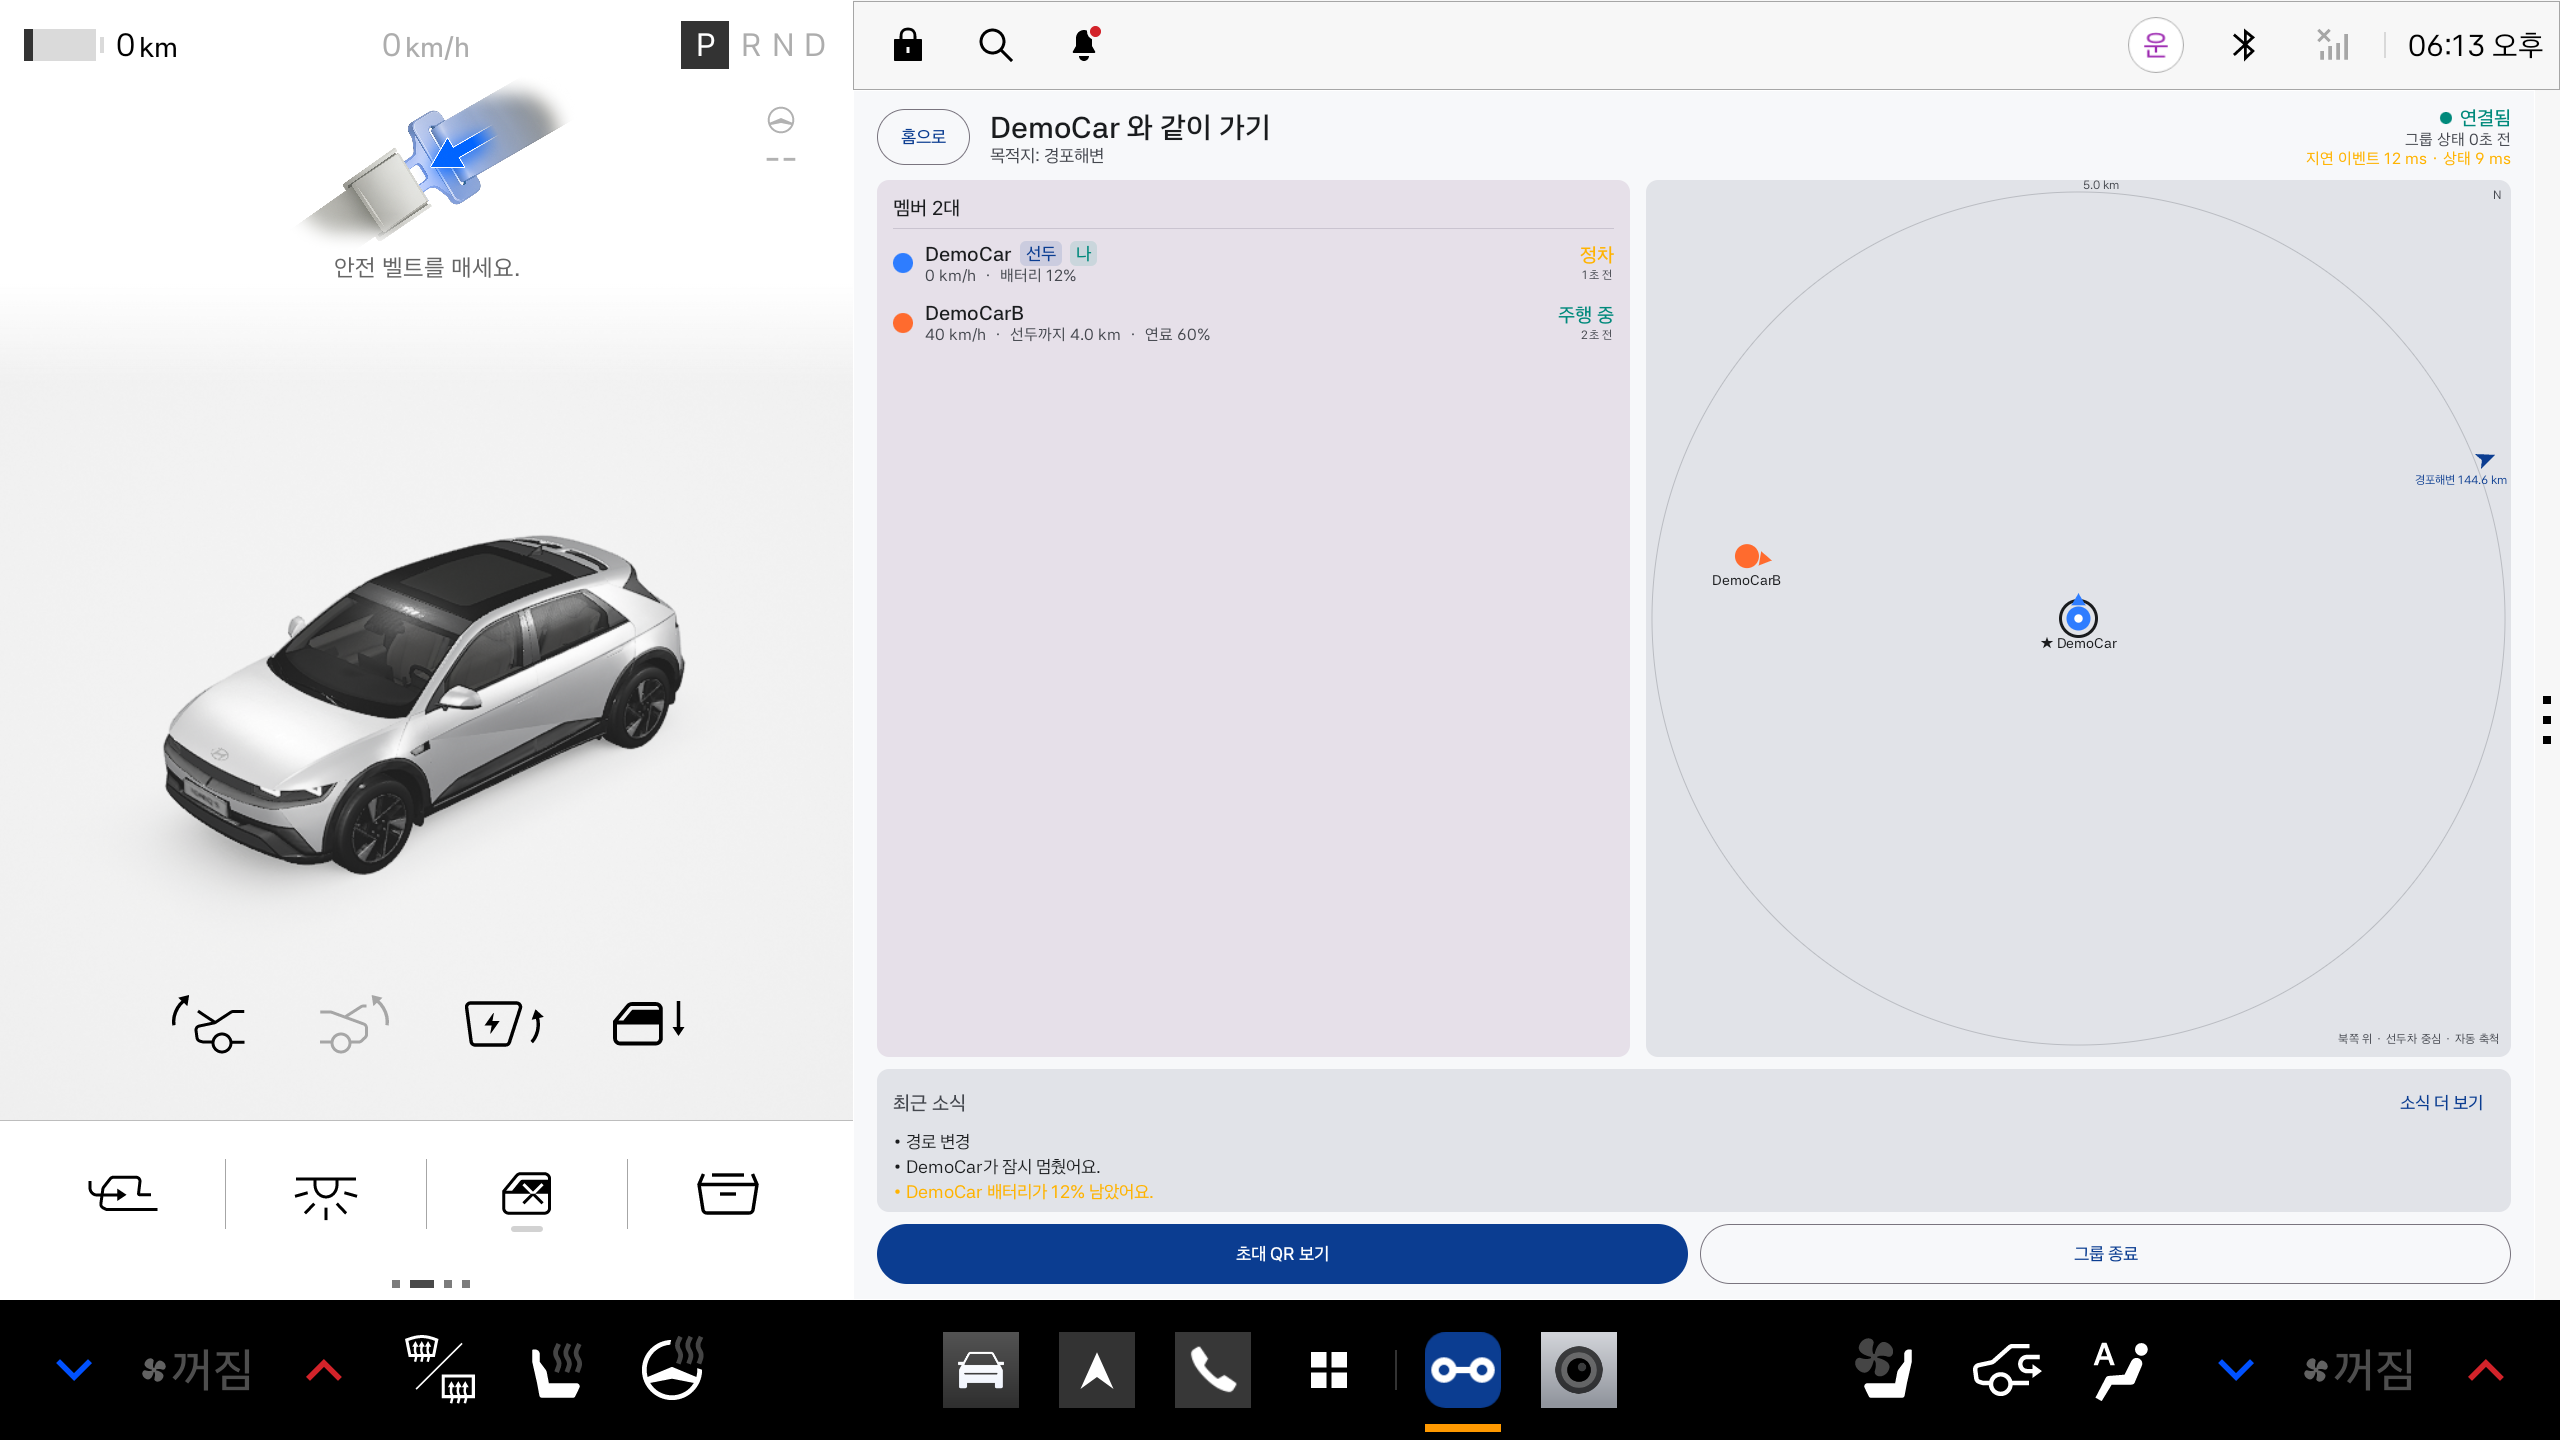 0 km
0 km/h
P R N D
운
06:13 오후
안전 벨트를 매세요.
홈으로
DemoCar 와 같이 가기
목적지: 경포해변
연결됨
그룹 상태 0초 전
지연 이벤트 12 ms · 상태 9 ms
멤버 2대
DemoCar 선두 나
0 km/h · 배터리 12%
정차
1초 전
DemoCarB
40 km/h · 선두까지 4.0 km · 연료 60%
주행 중
2초 전
5.0 km
N
경포해변 144.6 km
DemoCarB
★ DemoCar
북쪽 위 · 선두차 중심 · 자동 축척
최근 소식
소식 더 보기
• 경로 변경
• DemoCar가 잠시 멈췄어요.
• DemoCar 배터리가 12% 남았어요.
초대 QR 보기
그룹 종료
꺼짐
A
꺼짐